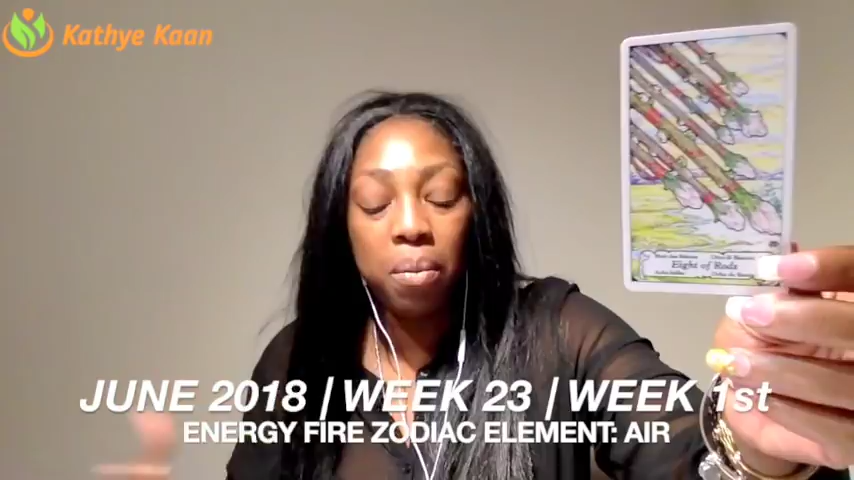 Kathye Kaan
Eight of Rods
JUNE 2018 | WEEK 23 | WEEK 1st
ENERGY FIRE ZODIAC ELEMENT: AIR